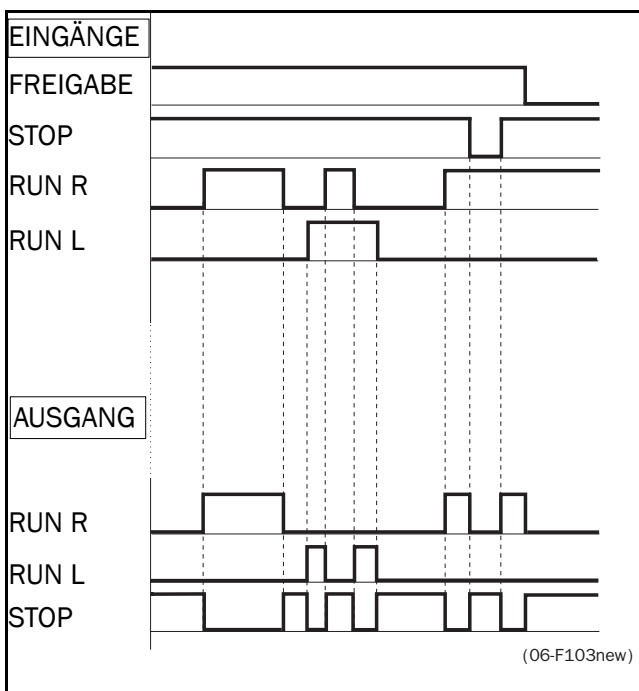 EINGÄNGE
FREIGABE
STOP
RUN R
RUN L
AUSGANG
RUN R
RUN L
STOP
(06-F103new)